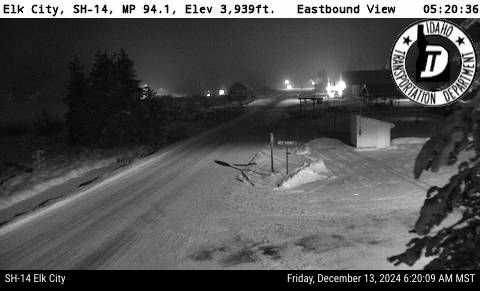 Elk City, SH-14, MP 94.1, Elev 3,939ft. Eastbound View 05:20:36
IDAHO
TRANSPORTATION DEPARTMENT
SH-14 Elk City
Friday, December 13, 2024 6:20:09 AM MST